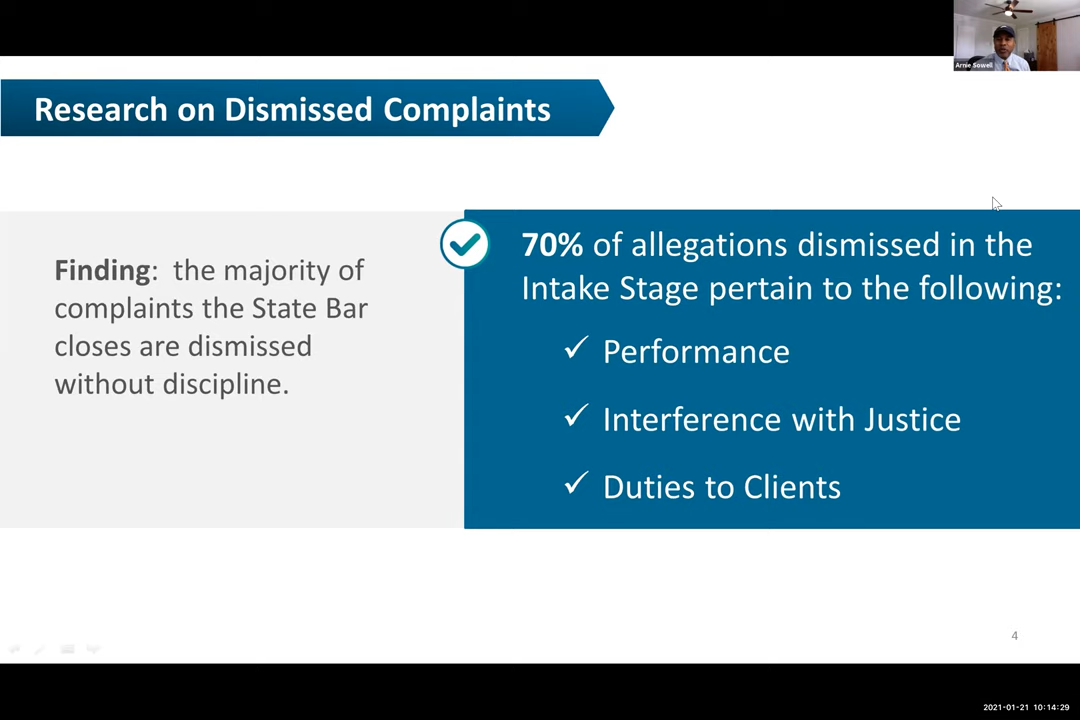 Arnie Sowell
Research on Dismissed Complaints
Finding: the majority of
complaints the State Bar
closes are dismissed
without discipline.
70% of allegations dismissed in the
Intake Stage pertain to the following:
✓ Performance
✓ Interference with Justice
✓ Duties to Clients
4
2021-01-21 10:14:29